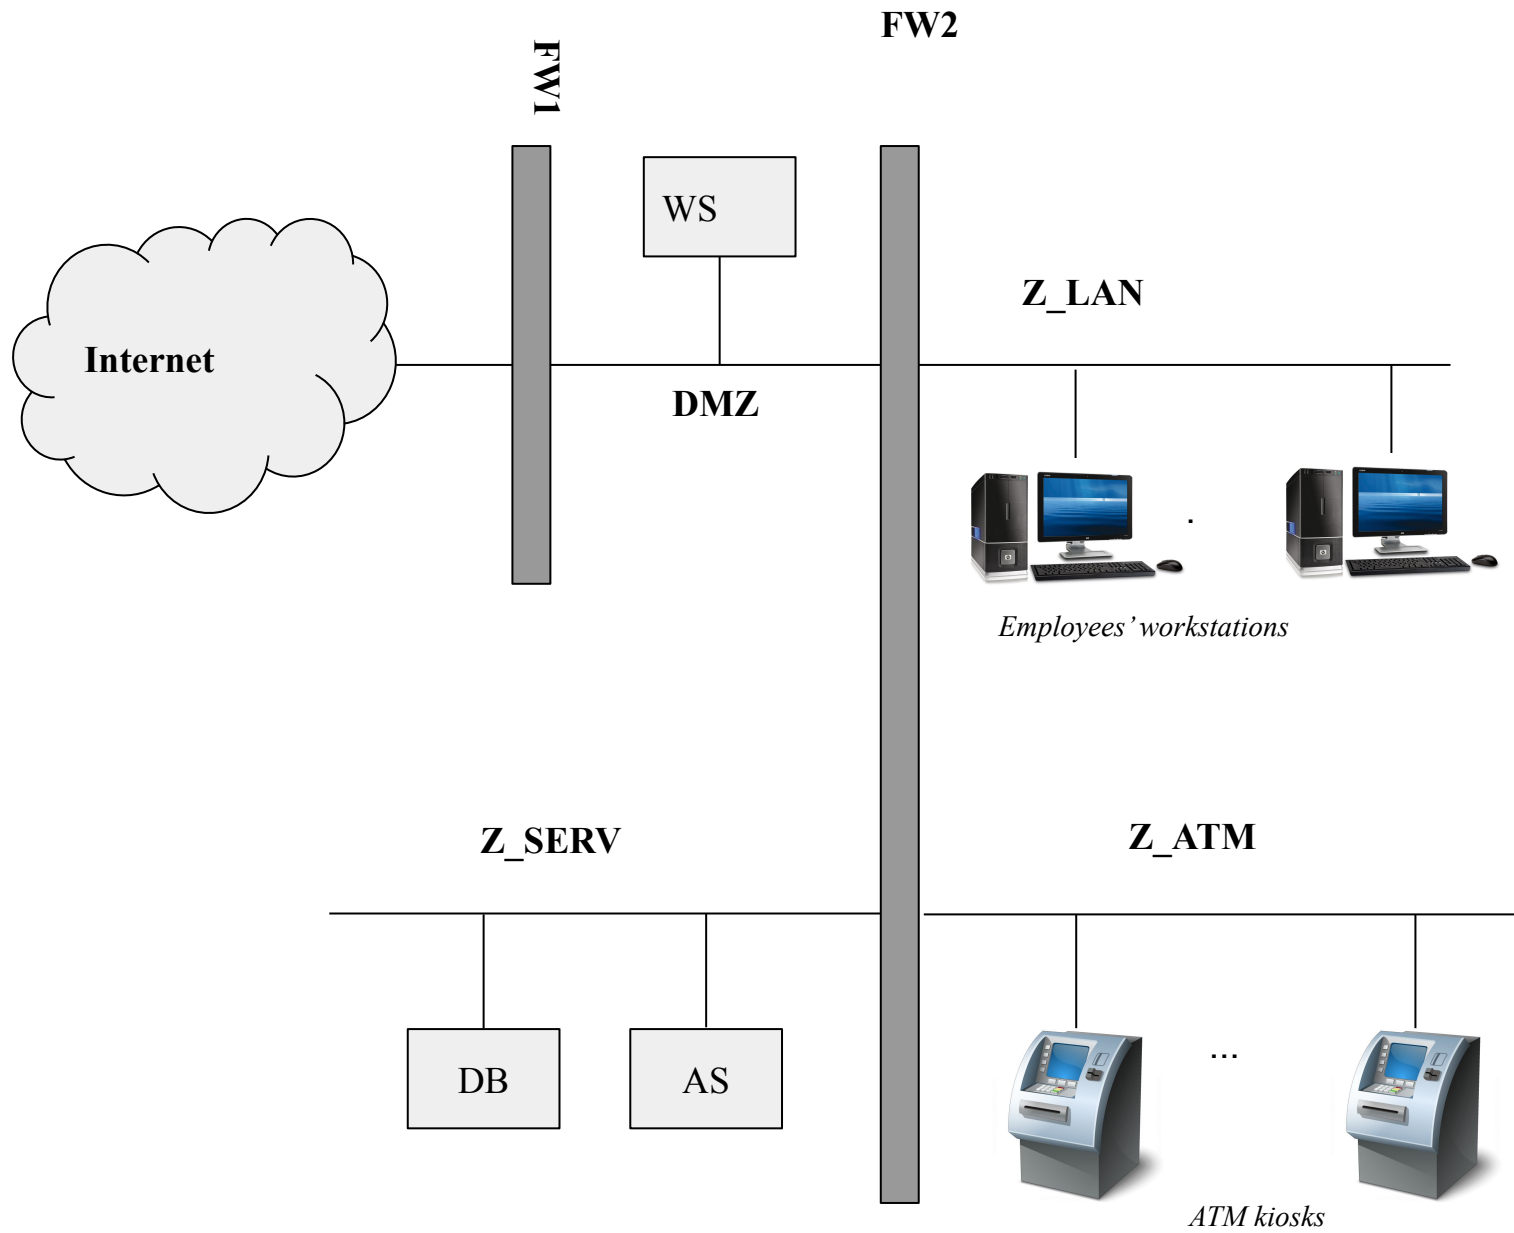 FW2
FW1
WS
Z_LAN
Internet
DMZ
.
Employees’ workstations
Z_SERV
Z_ATM
...
DB
AS
ATM kiosks